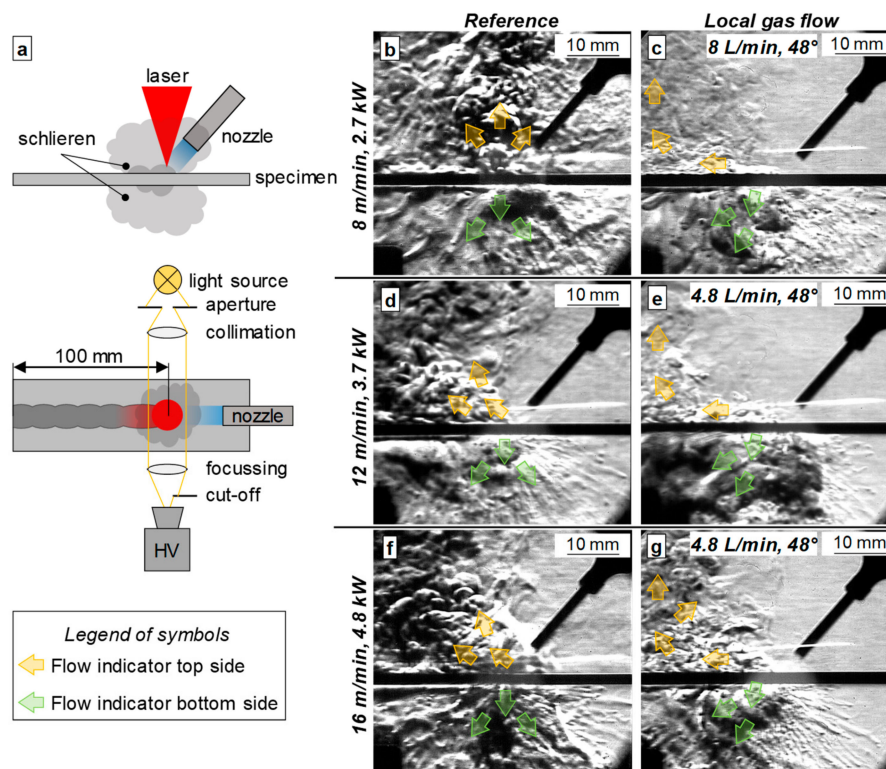 Reference
Local gas flow
a
laser
nozzle
schlieren
specimen
light source
aperture
collimation
100 mm
nozzle
focussing
cut-off
HV
Legend of symbols
Flow indicator top side
Flow indicator bottom side
8 m/min, 2.7 kW
b
10 mm
c
10 mm
8 L/min, 48°
12 m/min, 3.7 kW
d
10 mm
e
4.8 L/min, 48°
10 mm
16 m/min, 4.8 kW
f
10 mm
g
4.8 L/min, 48°
10 mm